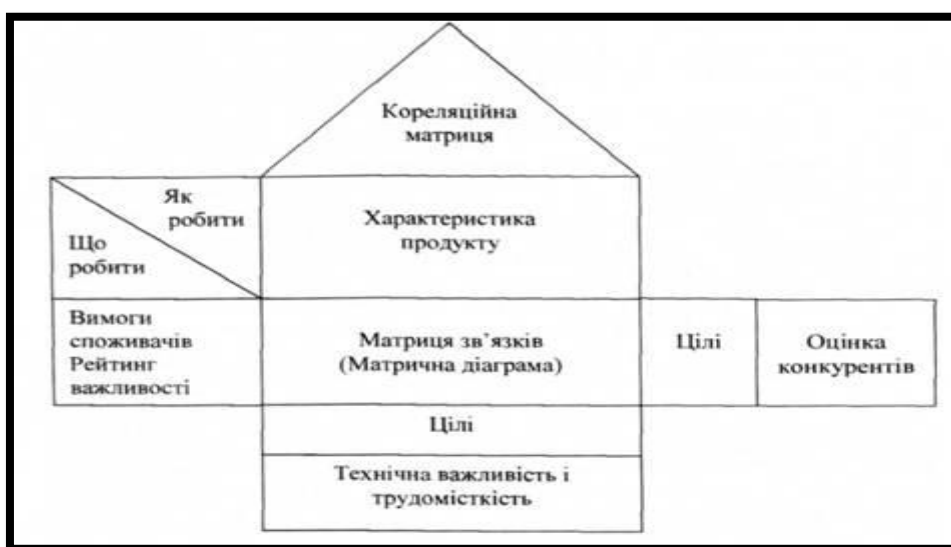 Кореляційна
матриця
Як
робити
Що
робити
Характеристика
продукту
Вимоги
споживачів
Рейтинг
важливості
Матриця зв’язків
(Матрична діаграма)
Цілі
Оцінка
конкурентів
Цілі
Технічна важливість і
трудомісткість